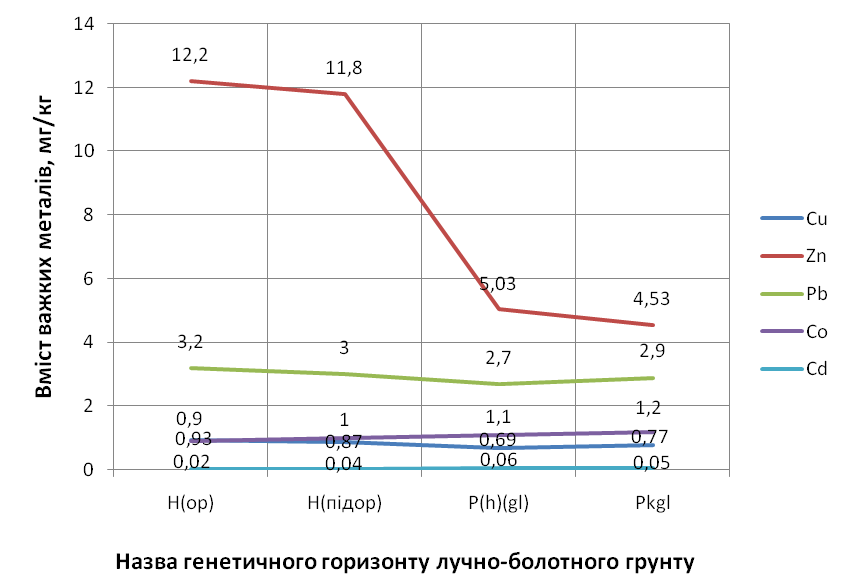 Вміст важких металів, мг/кг
14
12
10
8
6
4
2
0
12,2
11,8
5,03
4,53
3,2
3
2,7
2,9
0,9
1
1,1
1,2
0,93
0,87
0,69
0,77
0,02
0,04
0,06
0,05
Н(ор)
Н(підор)
P(h)(gl)
Pkgl
Назва генетичного горизонту лучно-болотного грунту
Cu
Zn
Pb
Co
Cd